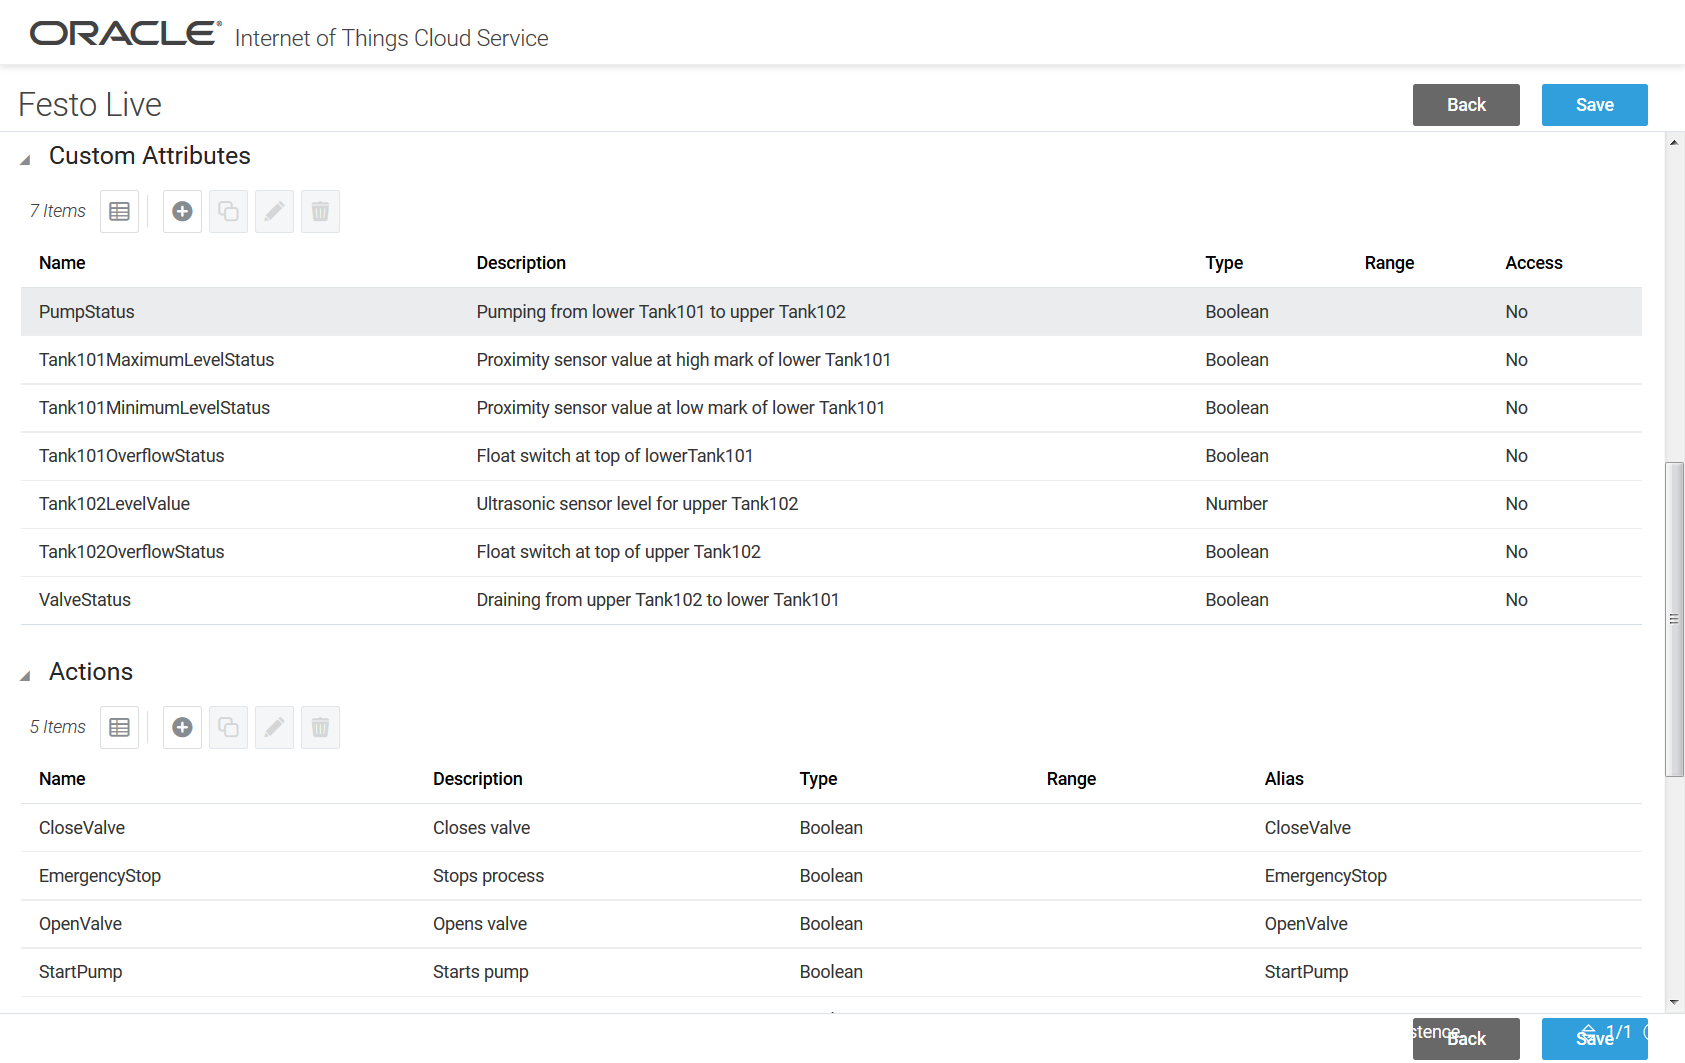 ORACLE® Internet of Things Cloud Service
Festo Live
Back Save
Custom Attributes
7 Items
Name Description Type Range Access
PumpStatus Pumping from lower Tank101 to upper Tank102 Boolean No
Tank101MaximumLevelStatus Proximity sensor value at high mark of lower Tank101 Boolean No
Tank101MinimumLevelStatus Proximity sensor value at low mark of lower Tank101 Boolean No
Tank101OverflowStatus Float switch at top of lowerTank101 Boolean No
Tank102LevelValue Ultrasonic sensor level for upper Tank102 Number No
Tank102OverflowStatus Float switch at top of upper Tank102 Boolean No
ValveStatus Draining from upper Tank102 to lower Tank101 Boolean No
Actions
5 Items
Name Description Type Range Alias
CloseValve Closes valve Boolean CloseValve
EmergencyStop Stops process Boolean EmergencyStop
OpenValve Opens valve Boolean OpenValve
StartPump Starts pump Boolean StartPump
stence 1/1
Back Save